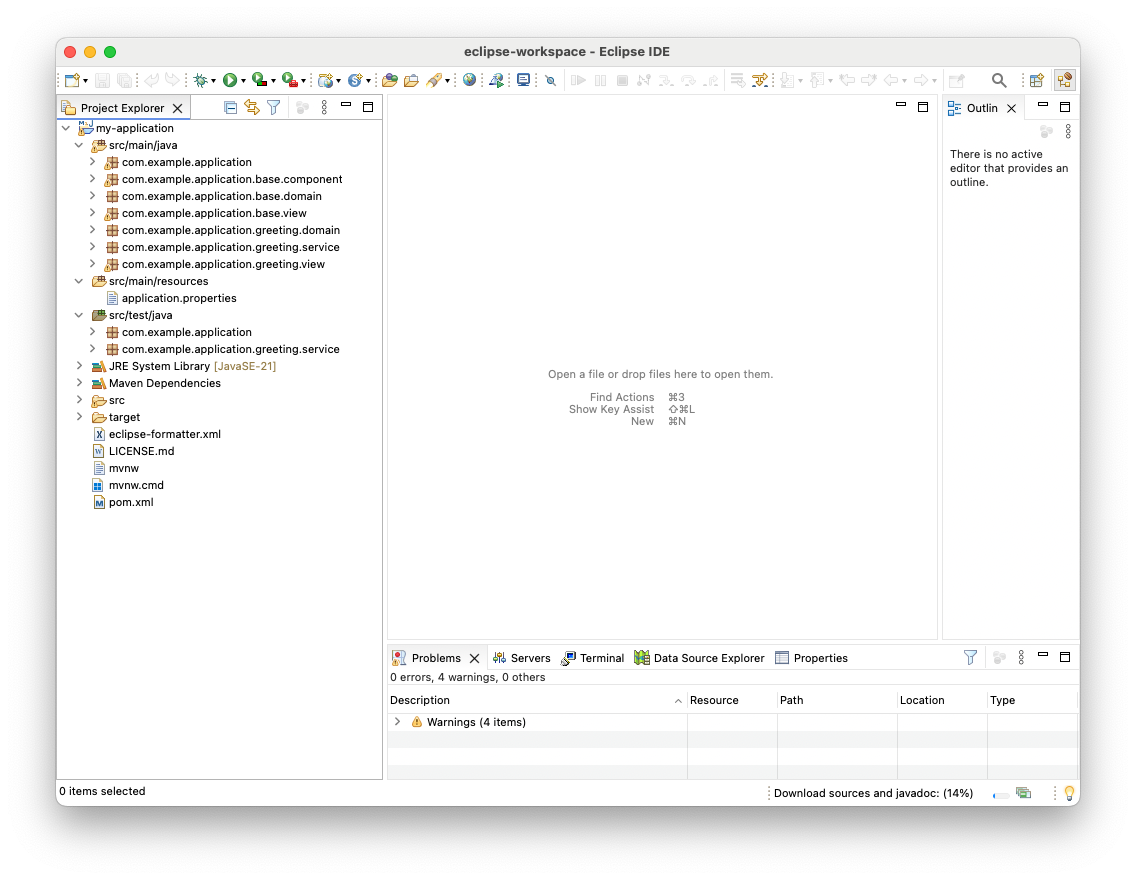 eclipse-workspace - Eclipse IDE
Project Explorer
my-application
src/main/java
com.example.application
com.example.application.base.component
com.example.application.base.domain
com.example.application.base.view
com.example.application.greeting.domain
com.example.application.greeting.service
com.example.application.greeting.view
src/main/resources
application.properties
src/test/java
com.example.application
com.example.application.greeting.service
JRE System Library [JavaSE-21]
Maven Dependencies
src
target
eclipse-formatter.xml
LICENSE.md
mvnw
mvnw.cmd
pom.xml
Open a file or drop files here to open them.
Find Actions ⌘3
Show Key Assist ⇧⌘L
New ⌘N
Outlin
There is no active
editor that provides an
outline.
Problems Servers Terminal Data Source Explorer Properties
0 errors, 4 warnings, 0 others
Description Resource Path Location Type
Warnings (4 items)
0 items selected
Download sources and javadoc: (14%)